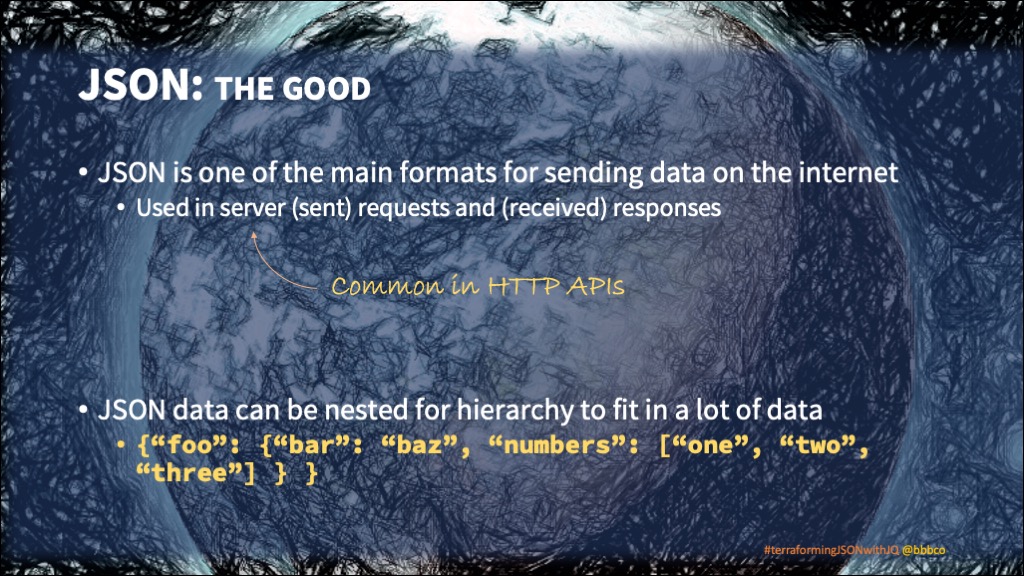 JSON: THE GOOD
• JSON is one of the main formats for sending data on the internet
• Used in server (sent) requests and (received) responses
Common in HTTP APIs
• JSON data can be nested for hierarchy to fit in a lot of data
• {“foo”: {“bar”: “baz”, “numbers”: [“one”, “two”,
“three”] } }
#terraformingJSONwithJQ @bbbco